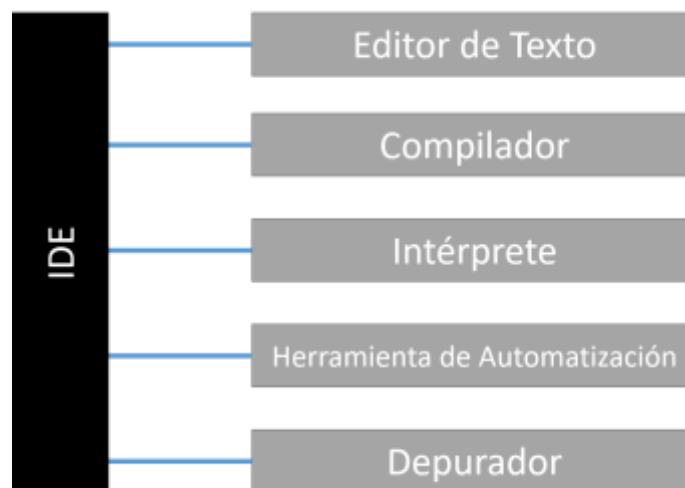 IDE
Editor de Texto
Compilador
Intérprete
Herramienta de Automatización
Depurador